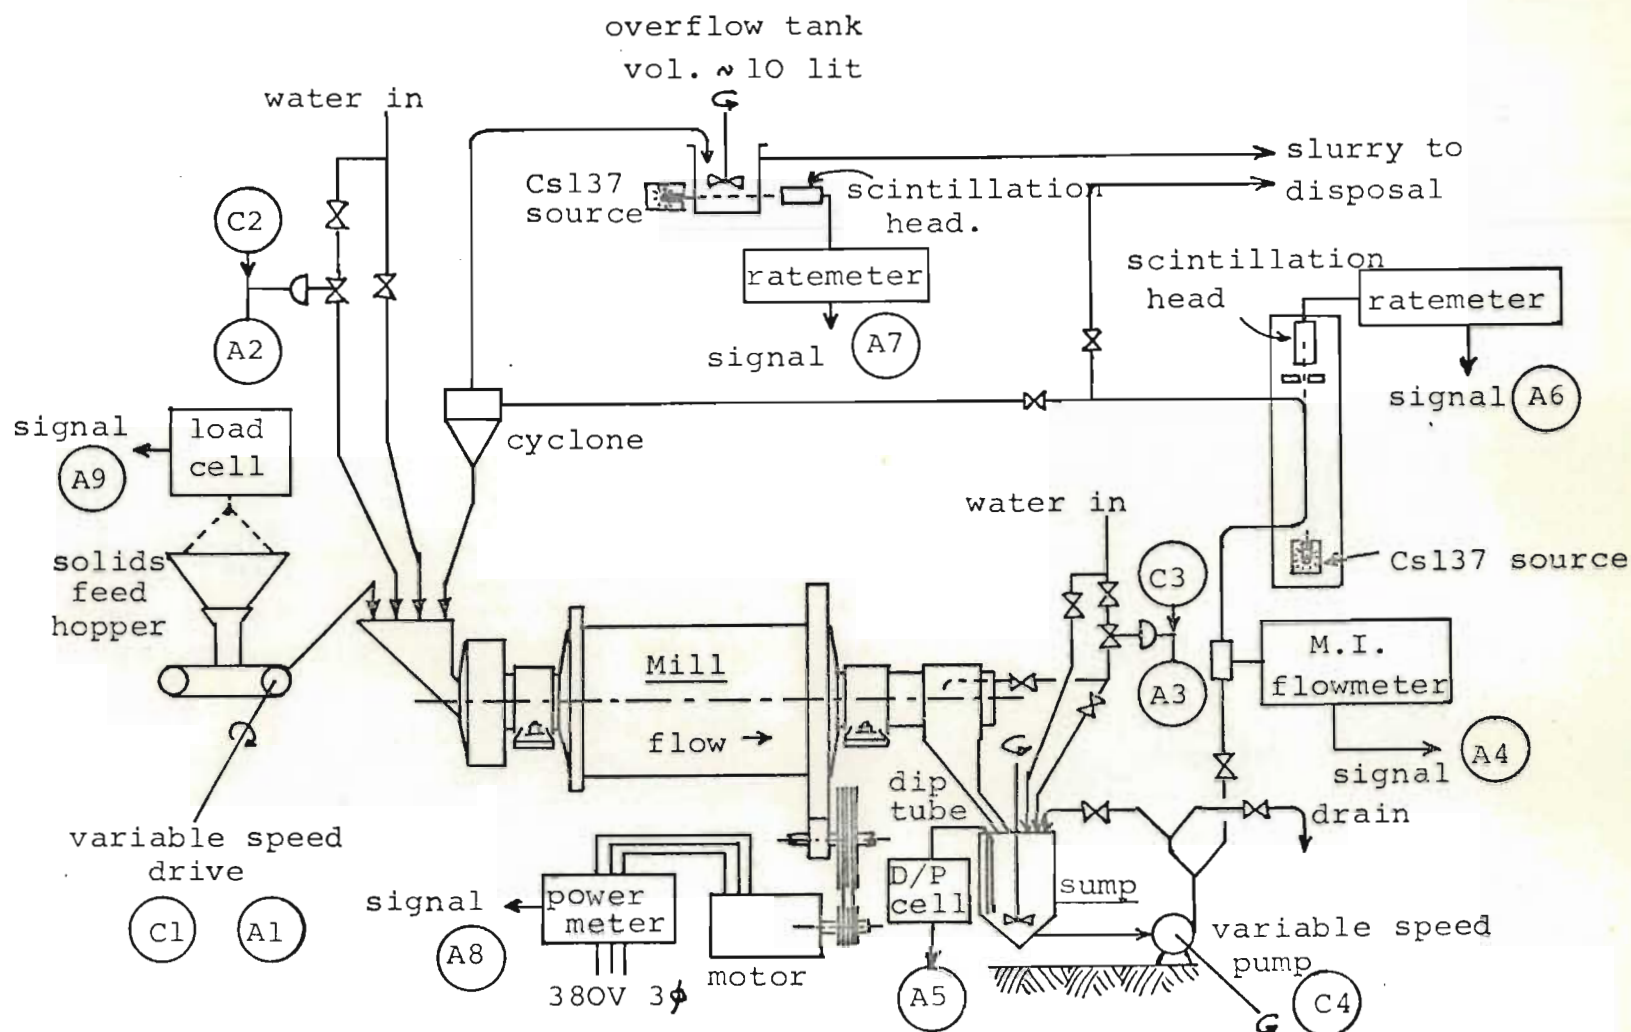 overflow tank
vol. ~ 10 lit
water in
Cs137
source
scintillation
head.
slurry to
disposal
C2
A2
ratemeter
signal
A7
scintillation
head
ratemeter
signal
A6
signal
A9
load
cell
cyclone
water in
solids
feed
hopper
C3
Cs137 source
Mill
flow →
A3
M.I.
flowmeter
signal
A4
dip
tube
drain
variable speed
drive
C1
A1
signal
A8
power
meter
380V 3ϕ
motor
D/P
cell
A5
sump
variable speed
pump
C4